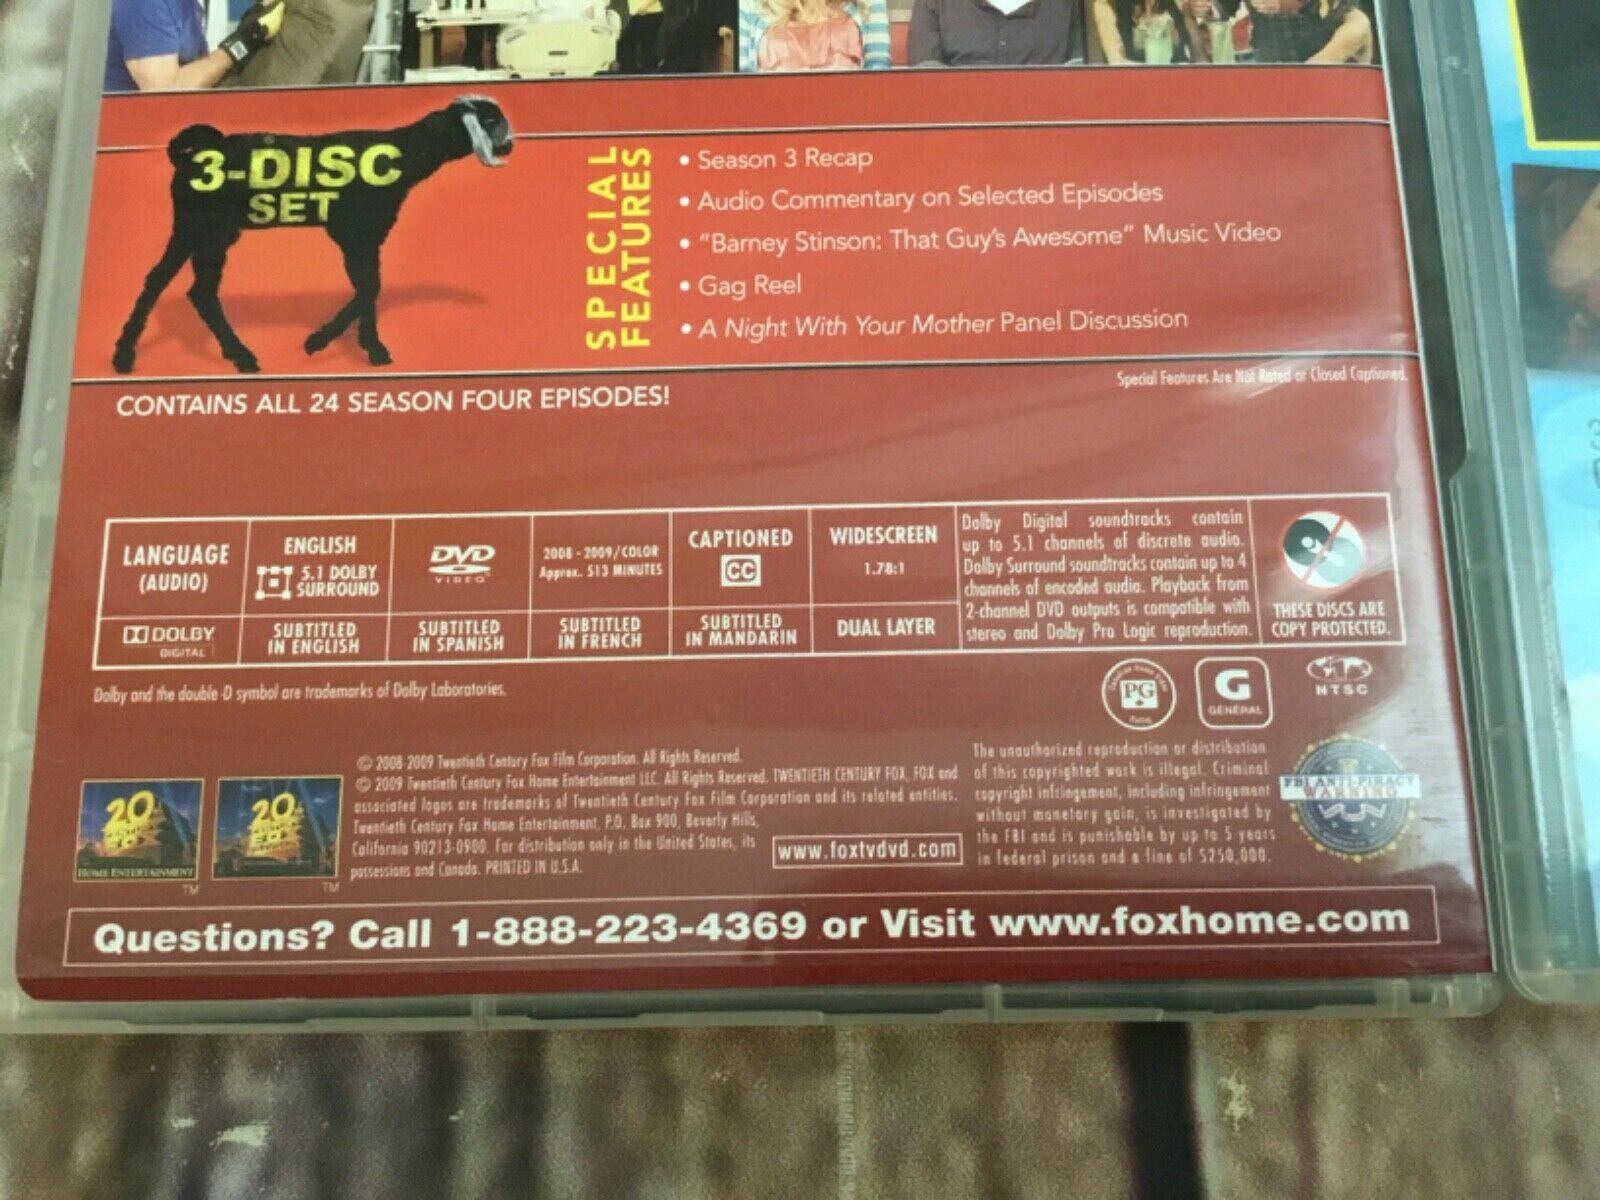 3-DISC
SET
SPECIAL
FEATURES
• Season 3 Recap
• Audio Commentary on Selected Episodes
• "Barney Stinson: That Guy's Awesome" Music Video
• Gag Reel
• A Night With Your Mother Panel Discussion
Special Features Are Not Rated or Closed Captioned.
CONTAINS ALL 24 SEASON FOUR EPISODES!
LANGUAGE
(AUDIO)
ENGLISH
5.1 DOLBY
SURROUND
DVD
VIDEO
2008 - 2009/COLOR
Approx. 513 MINUTES
CAPTIONED
CC
WIDESCREEN
1.78:1
Dolby Digital soundtracks contain
up to 5.1 channels of discrete audio.
Dolby Surround soundtracks contain up to 4
channels of encoded audio. Playback from
2-channel DVD outputs is compatible with
stereo and Dolby Pro Logic reproduction.
THESE DISCS ARE
COPY PROTECTED.
DOLBY
DIGITAL
SUBTITLED
IN ENGLISH
SUBTITLED
IN SPANISH
SUBTITLED
IN FRENCH
SUBTITLED
IN MANDARIN
DUAL LAYER
Dolby and the double-D symbol are trademarks of Dolby Laboratories.
PG
G
GÉNÉRAL
NTSC
© 2008 2009 Twentieth Century Fox Film Corporation. All Rights Reserved.
© 2009 Twentieth Century Fox Home Entertainment LLC. All Rights Reserved. TWENTIETH CENTURY FOX, FOX and
associated logos are trademarks of Twentieth Century Fox Film Corporation and its related entities.
Twentieth Century Fox Home Entertainment, P.O. Box 900, Beverly Hills,
California 90213-0900. For distribution only in the United States, its
possessions and Canada. PRINTED IN U.S.A.
www.foxtvdvd.com
The unauthorized reproduction or distribution
of this copyrighted work is illegal. Criminal
copyright infringement, including infringement
without monetary gain, is investigated by
the FBI and is punishable by up to 5 years
in federal prison and a fine of $250,000.
FBI ANTI-PIRACY
WARNING
20th
CENTURY
FOX
HOME ENTERTAINMENT
TM
20th
CENTURY
FOX
TM
Questions? Call 1-888-223-4369 or Visit www.foxhome.com